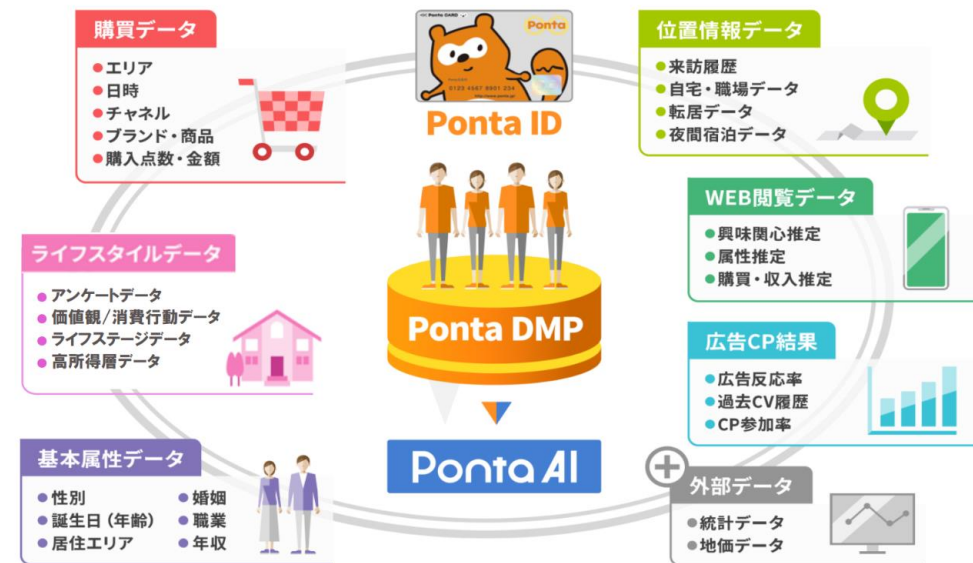 購買データ
●エリア
●日時
●チャネル
●ブランド・商品
●購入点数・金額
Ponta CARD
Ponta
0123 4567 8901 234
Ponta ID
位置情報データ
●来訪履歴
●自宅・職場データ
●転居データ
●夜間宿泊データ
WEB閲覧データ
●興味関心推定
●属性推定
●購買・収入推定
ライフスタイルデータ
●アンケートデータ
●価値観/消費行動データ
●ライフステージデータ
●高所得層データ
Ponta DMP
広告CP結果
●広告反応率
●過去CV履歴
●CP参加率
基本属性データ
●性別 ●婚姻
●誕生日（年齢） ●職業
●居住エリア ●年収
Ponta AI
外部データ
●統計データ
●地価データ